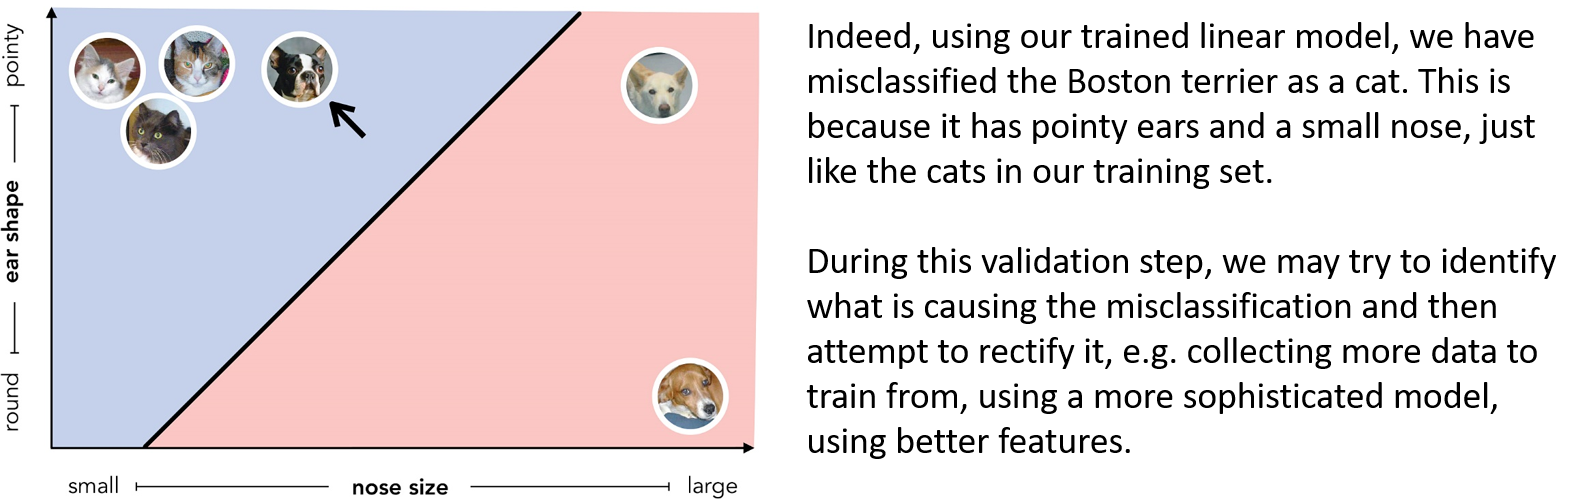 pointy
ear shape
round
small
nose size
large
Indeed, using our trained linear model, we have
misclassified the Boston terrier as a cat. This is
because it has pointy ears and a small nose, just
like the cats in our training set.
During this validation step, we may try to identify
what is causing the misclassification and then
attempt to rectify it, e.g. collecting more data to
train from, using a more sophisticated model,
using better features.